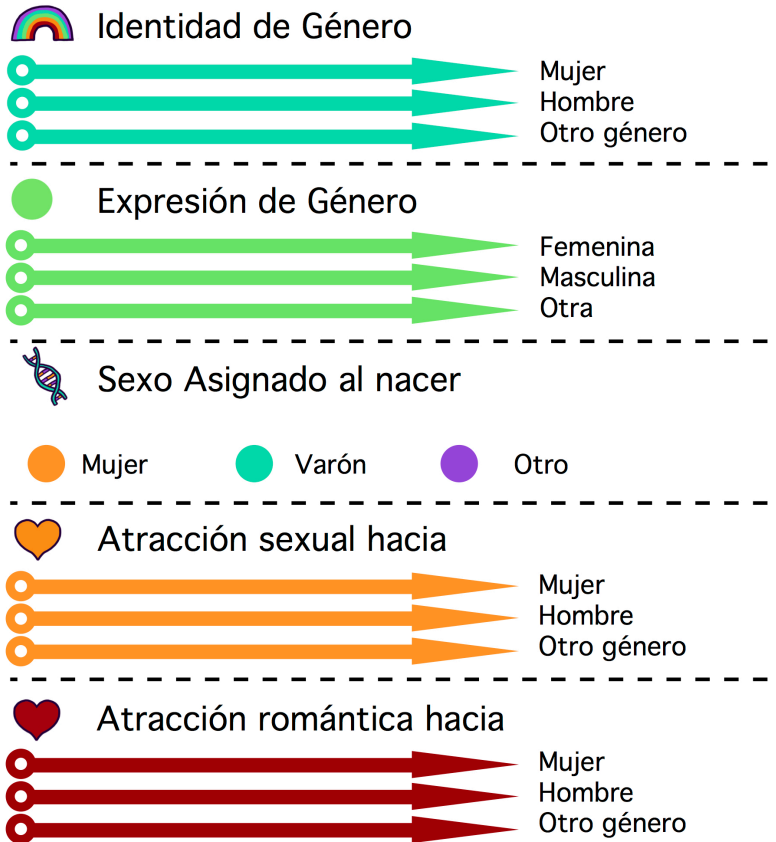 Identidad de Género
Mujer
Hombre
Otro género
Expresión de Género
Femenina
Masculina
Otra
Sexo Asignado al nacer
Mujer Varón Otro
Atracción sexual hacia
Mujer
Hombre
Otro género
Atracción romántica hacia
Mujer
Hombre
Otro género